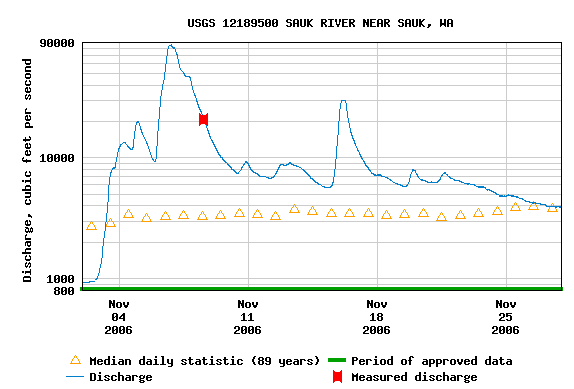 USGS 12189500 SAUK RIVER NEAR SAUK, WA
Discharge, cubic feet per second
90000
10000
1000
800
Nov Nov Nov Nov
04 11 18 25
2006 2006 2006 2006
Median daily statistic (89 years) Period of approved data
Discharge Measured discharge